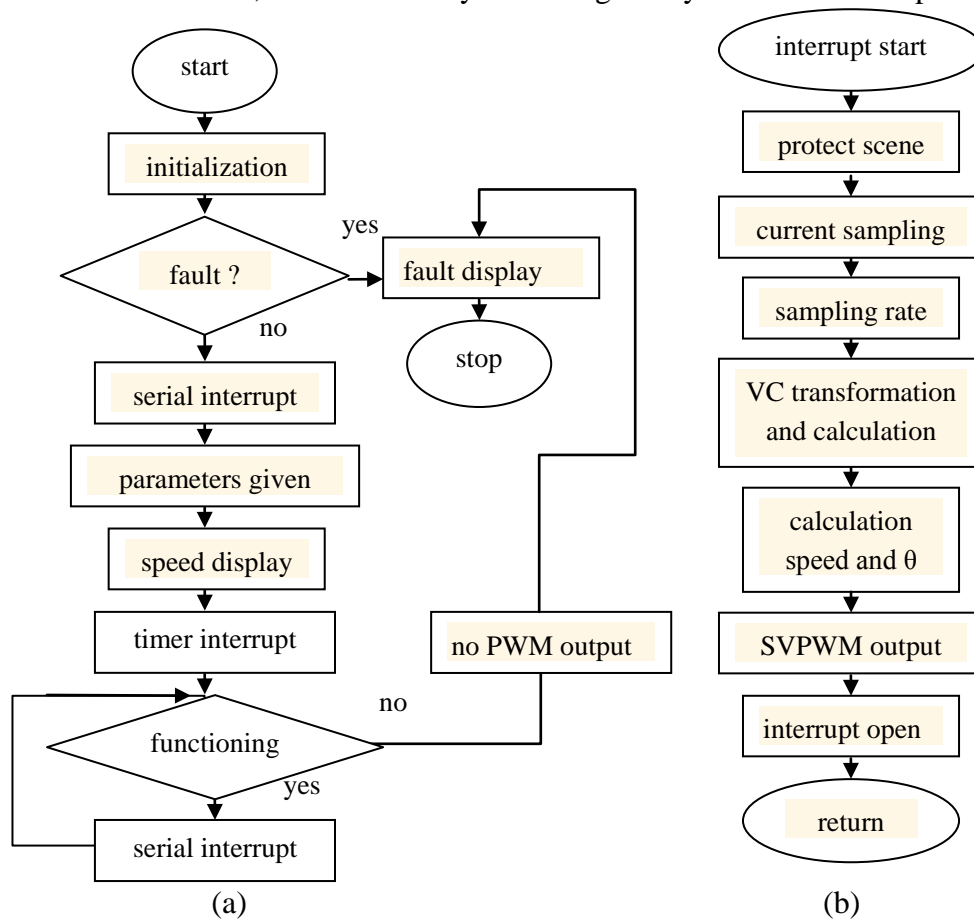 start
initialization
fault ?
yes
fault display
stop
no
serial interrupt
parameters given
speed display
timer interrupt
no PWM output
functioning
no
yes
serial interrupt
(a)
interrupt start
protect scene
current sampling
sampling rate
VC transformation
and calculation
calculation
speed and θ
SVPWM output
interrupt open
return
(b)